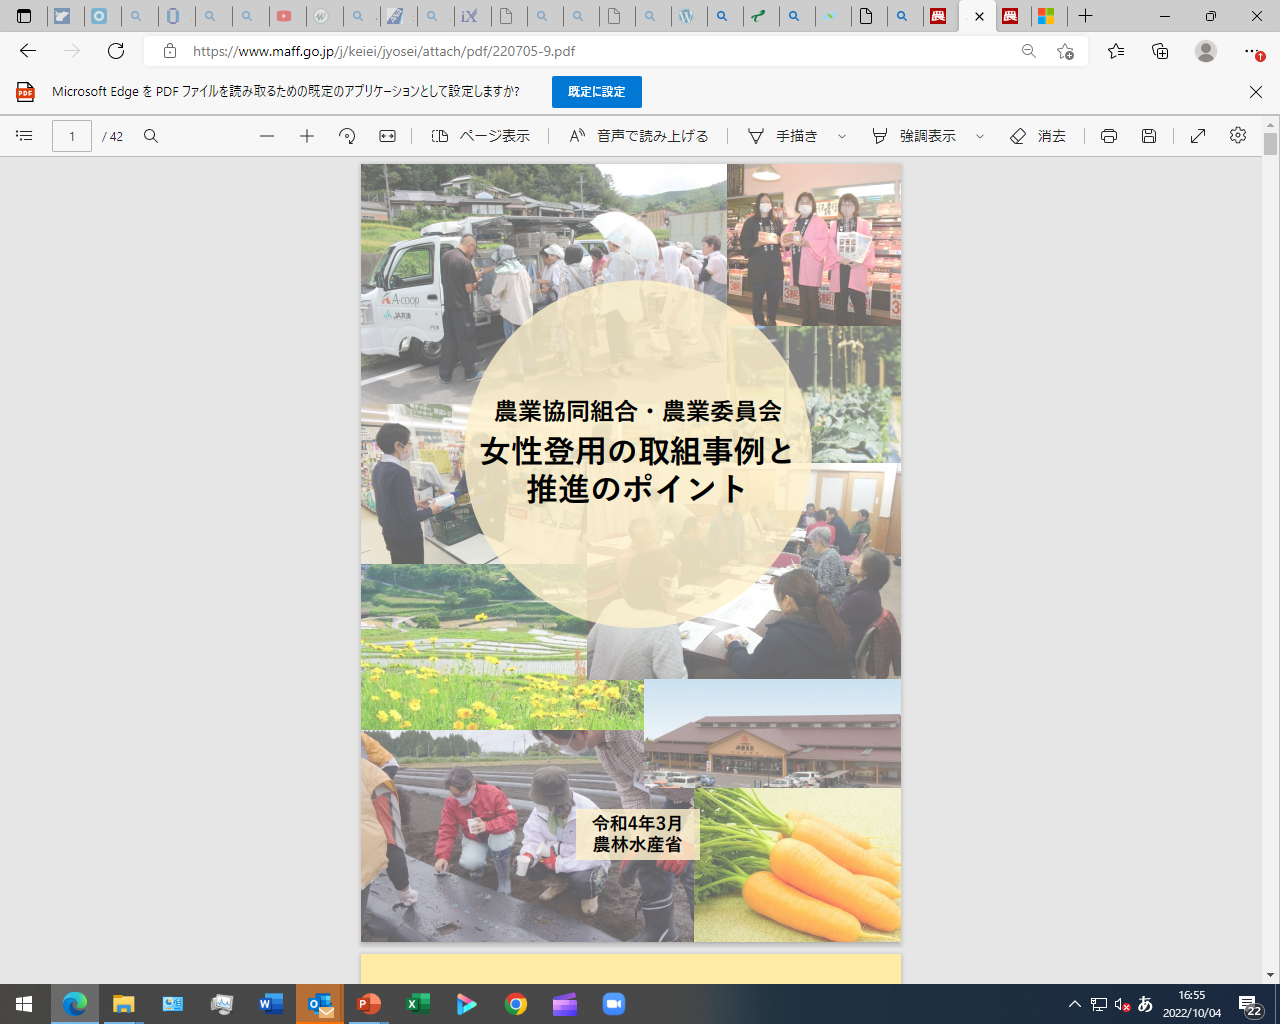 https://www.maff.go.jp/j/keiei/jyosei/attach/pdf/220705-9.pdf
Microsoft Edge を PDF ファイルを読み取るための既定のアプリケーションとして設定しますか?
既定に設定
1 / 42
ページ表示
音声で読み上げる
手描き
強調表示
消去
A-coop
JA共済
農業協同組合・農業委員会
女性登用の取組事例と
推進のポイント
令和4年3月
農林水産省
あ
16:55
2022/10/04
22